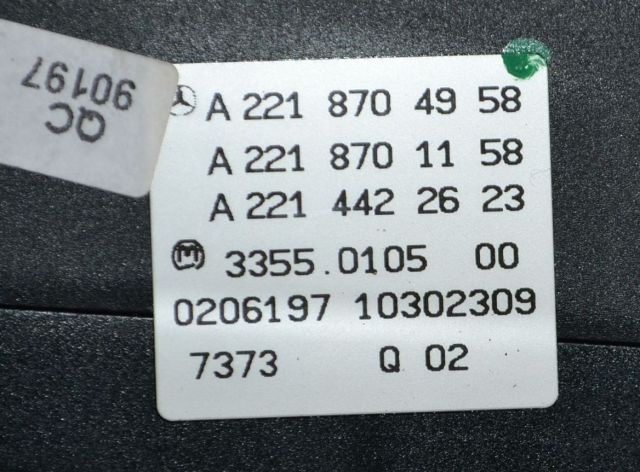 QC
90197
A 221 870 49 58
A 221 870 11 58
A 221 442 26 23
M 3355.0105 00
0206197 10302309
7373 Q 02